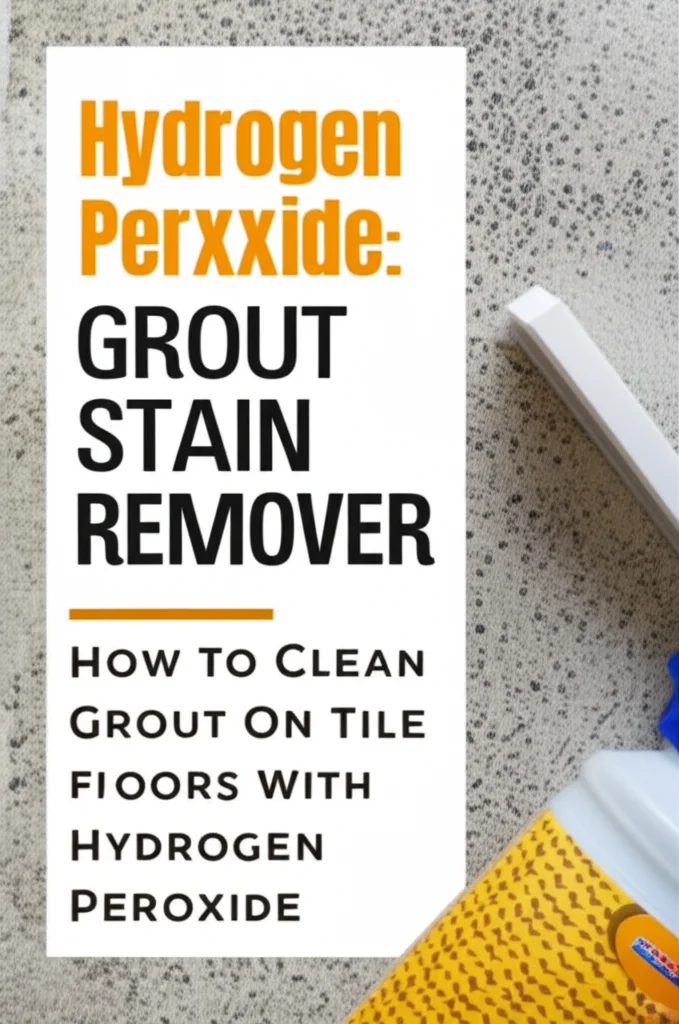 Hydrogen
Perxxide:
GROUT
STAIN
REMOVER
HOW TO CLEAN
GROUT ON TILE
FIOORS WITH
HYDROGEN
PEROXIDE